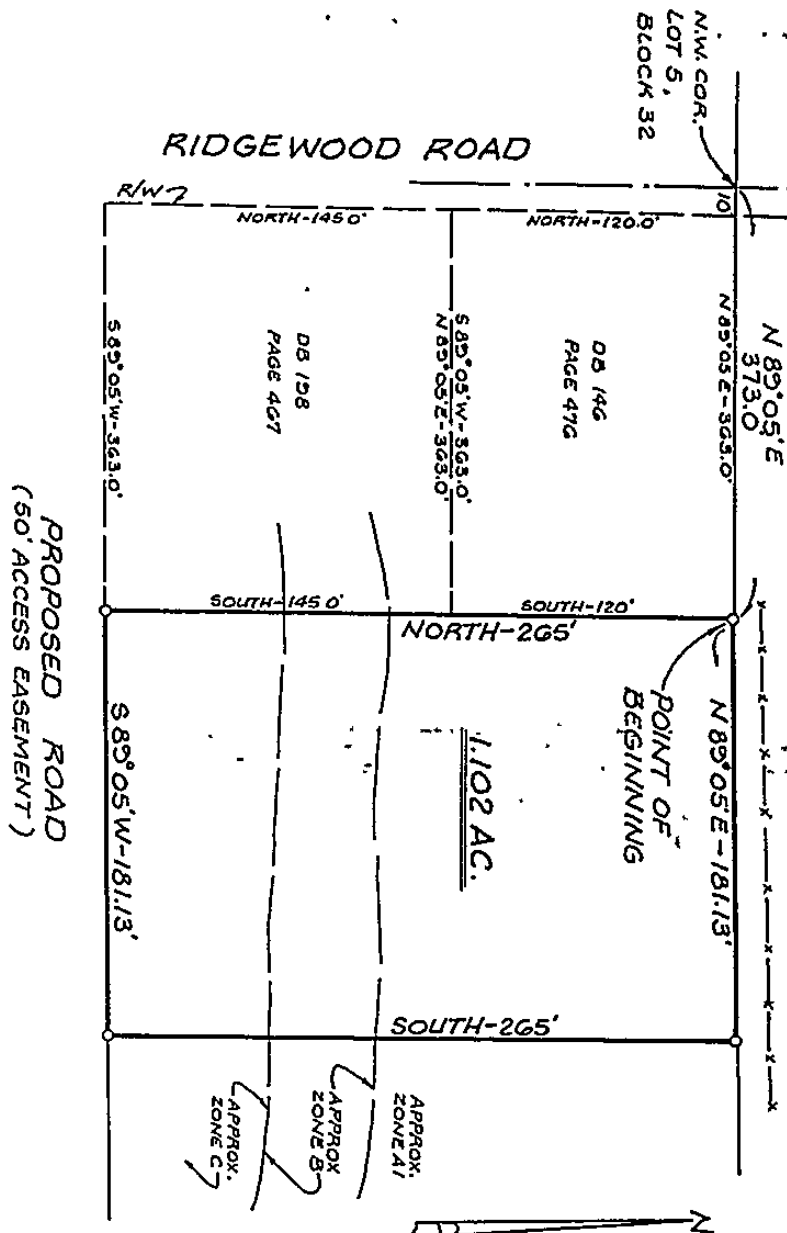 N.W. COR.
LOT 5,
BLOCK 32
RIDGEWOOD ROAD
R/W
10
NORTH-145.0'
NORTH-120.0'
N 89°05'E
373.0'
N 89°05'E-363.0'
DB 146
PAGE 476
S 89°05'W-363.0'
N 89°05'E-363.0'
DB 198
PAGE 467
S 89°05'W-363.0'
SOUTH-145.0'
SOUTH-120'
NORTH-265'
POINT OF
BEGINNING
N 89°05'E-181.13'
1.102 AC.
S 89°05'W-181.13'
PROPOSED ROAD
(50' ACCESS EASEMENT)
SOUTH-265'
APPROX.
ZONE A1
APPROX
ZONE B
APPROX.
ZONE C
N